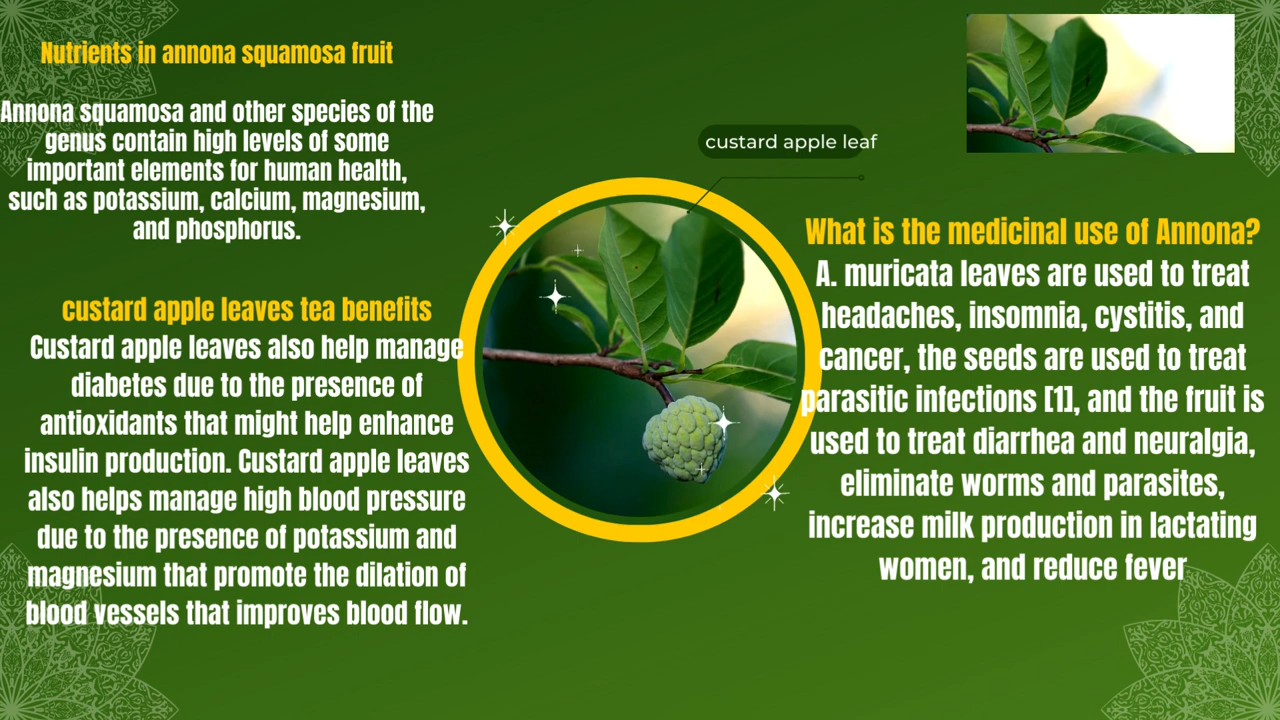 Nutrients in annona squamosa fruit
Annona squamosa and other species of the
genus contain high levels of some
important elements for human health,
such as potassium, calcium, magnesium,
and phosphorus.
custard apple leaves tea benefits
Custard apple leaves also help manage
diabetes due to the presence of
antioxidants that might help enhance
insulin production. Custard apple leaves
also helps manage high blood pressure
due to the presence of potassium and
magnesium that promote the dilation of
blood vessels that improves blood flow.
custard apple leaf
What is the medicinal use of Annona?
A. muricata leaves are used to treat
headaches, insomnia, cystitis, and
cancer, the seeds are used to treat
parasitic infections [1], and the fruit is
used to treat diarrhea and neuralgia,
eliminate worms and parasites,
increase milk production in lactating
women, and reduce fever